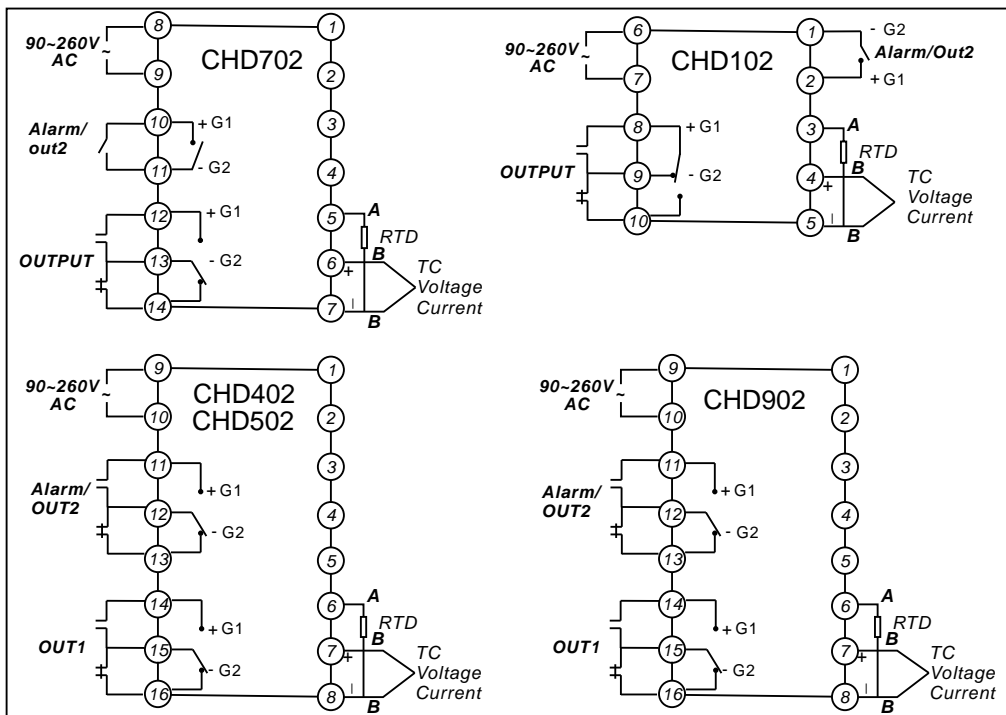 CHD702
90~260V
AC
~
8
9
1
2
3
4
5
6
7
10
11
12
13
14
Alarm/
out2
+ G1
- G2
OUTPUT
+ G1
- G2
A
RTD
B
+
-
B
TC
Voltage
Current
CHD102
90~260V
AC
~
6
7
8
9
10
1
2
3
4
5
- G2
Alarm/Out2
+ G1
OUTPUT
+ G1
- G2
A
RTD
B
+
-
B
TC
Voltage
Current
CHD402
CHD502
90~260V
AC
~
9
10
11
12
13
14
15
16
1
2
3
4
5
6
7
8
Alarm/
OUT2
+ G1
- G2
OUT1
+ G1
- G2
A
RTD
B
+
-
B
TC
Voltage
Current
CHD902
90~260V
AC
~
9
10
11
12
13
14
15
16
1
2
3
4
5
6
7
8
Alarm/
OUT2
+ G1
- G2
OUT1
+ G1
- G2
A
RTD
B
+
-
B
TC
Voltage
Current